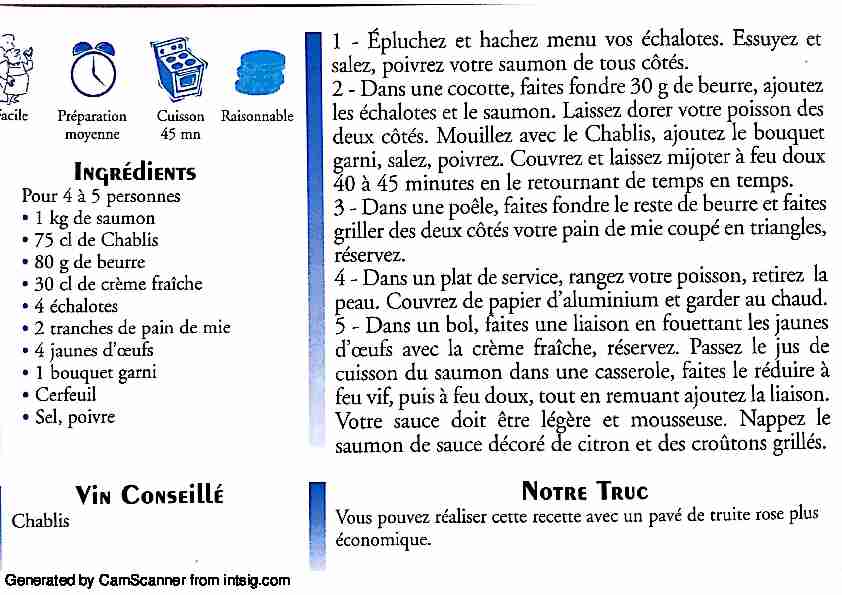 acile
Préparation
moyenne
Cuisson
45 mn
Raisonnable
Ingrédients
Pour 4 à 5 personnes
• 1 kg de saumon
• 75 cl de Chablis
• 80 g de beurre
• 30 cl de crème fraîche
• 4 échalotes
• 2 tranches de pain de mie
• 4 jaunes d'œufs
• 1 bouquet garni
• Cerfeuil
• Sel, poivre
Vin Conseillé
Chablis
1 - Épluchez et hachez menu vos échalotes. Essuyez et
salez, poivrez votre saumon de tous côtés.
2 - Dans une cocotte, faites fondre 30 g de beurre, ajoutez
les échalotes et le saumon. Laissez dorer votre poisson des
deux côtés. Mouillez avec le Chablis, ajoutez le bouquet
garni, salez, poivrez. Couvrez et laissez mijoter à feu doux
40 à 45 minutes en le retournant de temps en temps.
3 - Dans une poêle, faites fondre le reste de beurre et faites
griller des deux côtés votre pain de mie coupé en triangles,
réservez.
4 - Dans un plat de service, rangez votre poisson, retirez la
peau. Couvrez de papier d'aluminium et garder au chaud.
5 - Dans un bol, faites une liaison en fouettant les jaunes
d'œufs avec la crème fraîche, réservez. Passez le jus de
cuisson du saumon dans une casserole, faites le réduire à
feu vif, puis à feu doux, tout en remuant ajoutez la liaison.
Votre sauce doit être légère et mousseuse. Nappez le
saumon de sauce décoré de citron et des croûtons grillés.
Notre Truc
Vous pouvez réaliser cette recette avec un pavé de truite rose plus
économique.
Generated by CamScanner from intsig.com